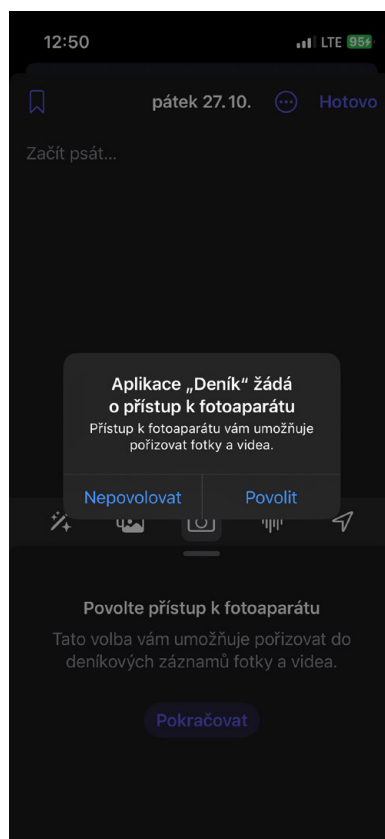 12:50
LTE 95
pátek 27.10.
Hotovo
Začít psát...
Aplikace „Deník“ žádá
o přístup k fotoaparátu
Přístup k fotoaparátu vám umožňuje
pořizovat fotky a videa.
Nepovolovat
Povolit
Povolte přístup k fotoaparátu
Tato volba vám umožňuje pořizovat do
deníkových záznamů fotky a videa.
Pokračovat